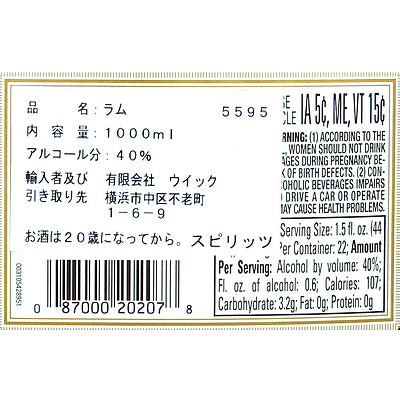 品 名:ラム 5595
内 容 量:1000ml
アルコール分:40%
輸入者及び 有限会社 ウイック
引き取り先 横浜市中区不老町
1-6-9
お酒は20歳になってから。スピリッツ
IA 5¢, ME, VT 15¢
(1) ACCORDING TO THE
WOMEN SHOULD NOT DRINK
DURING PREGNANCY BE-
OF BIRTH DEFECTS. (2) CON-
BEVERAGES IMPAIRS
DRIVE A CAR OR OPERATE
MAY CAUSE HEALTH PROBLEMS.
Serving Size: 1.5 fl. oz. (44
Per Container: 22; Amount
Per Serving: Alcohol by volume: 40%;
Fl. oz. of alcohol: 0.6; Calories: 107;
Carbohydrate: 3.2g; Fat: 0g; Protein: 0g
0 87000 20207 8